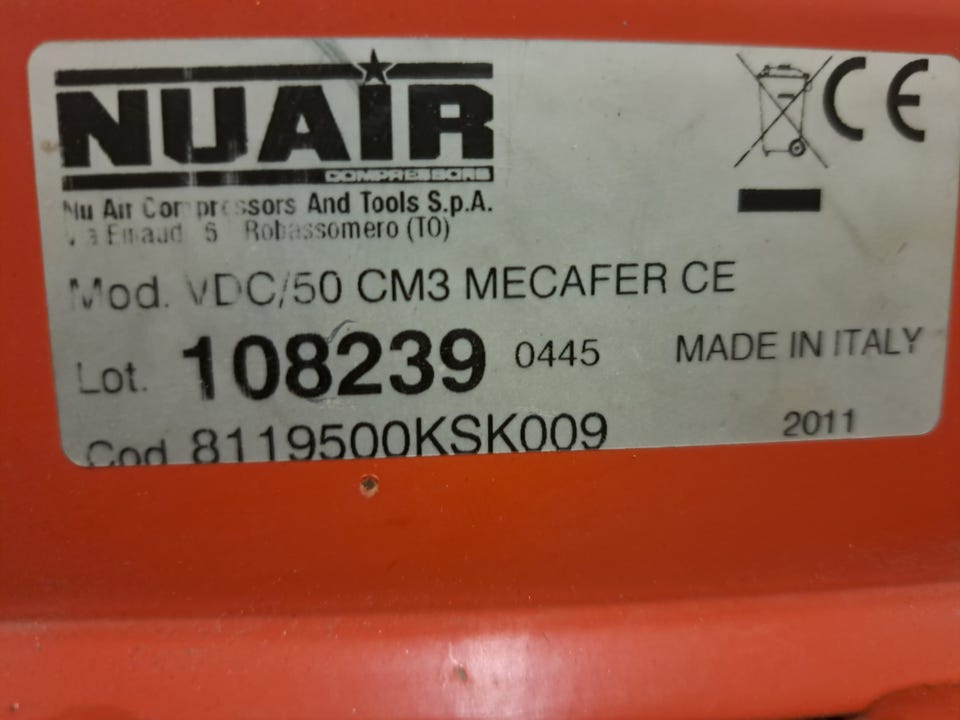 NUAIR
COMPRESSORS
CE
Nu Air Compressors And Tools S.p.A.
Robassomero (TO)
Mod. VDC/50 CM3 MECAFER CE
Lot. 108239 0445 MADE IN ITALY
Cod 8119500KSK009 2011